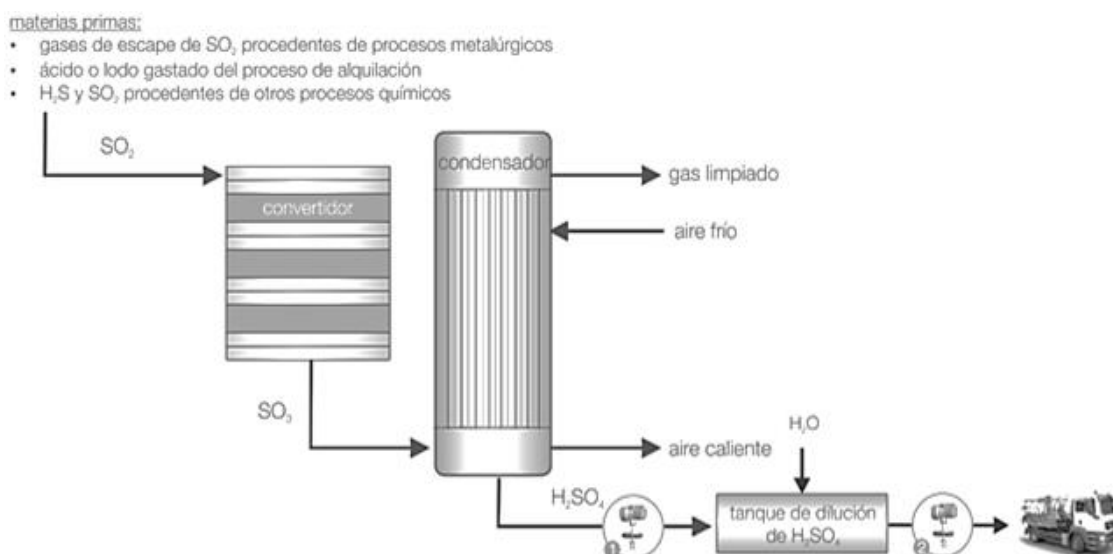 materias primas:
• gases de escape de SO₂ procedentes de procesos metalúrgicos
• ácido o lodo gastado del proceso de alquilación
• H₂S y SO₂ procedentes de otros procesos químicos
SO₂
condensador
gas limpiado
convertidor
aire frío
SO₃
H₂O
aire caliente
H₂SO₄
tanque de dilución
de H₂SO₄
1
2